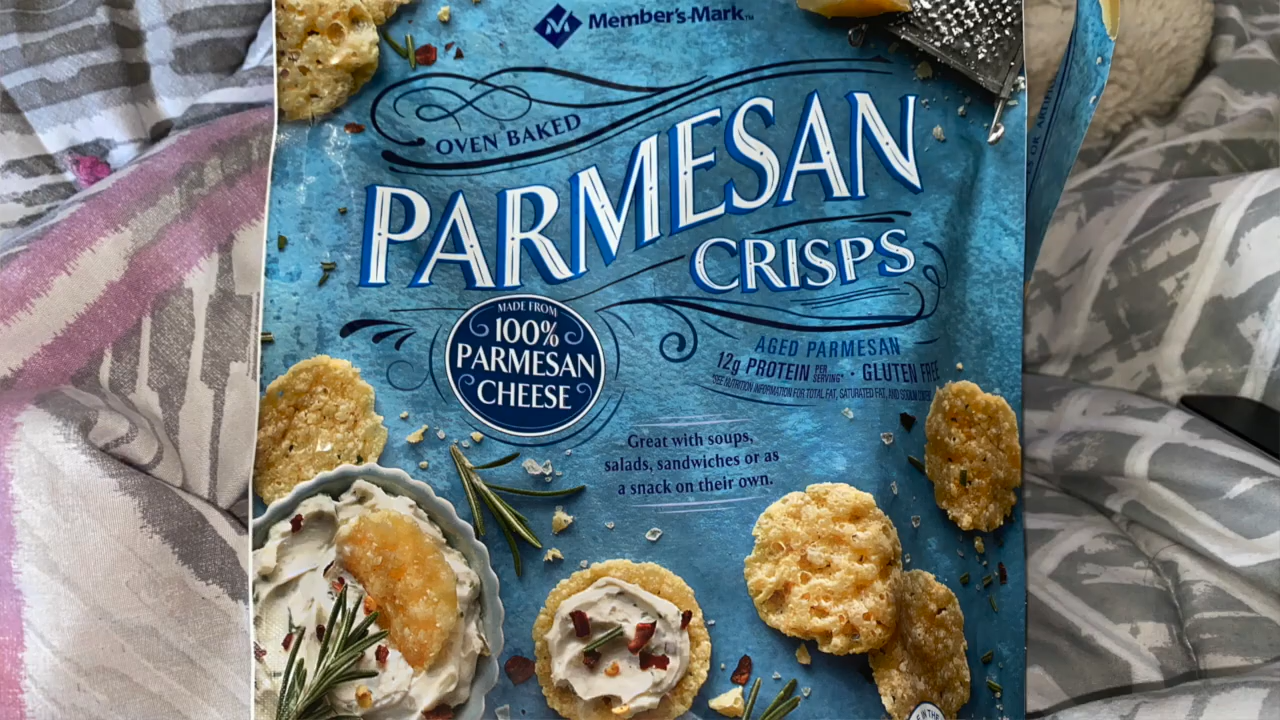 Member's Mark™
OVEN BAKED
PARMESAN
CRISPS
MADE FROM
100%
PARMESAN
CHEESE
AGED PARMESAN
12g PROTEIN PER SERVING* · GLUTEN FREE
*SEE NUTRITION INFORMATION FOR TOTAL FAT, SATURATED FAT, AND SODIUM
Great with soups,
salads, sandwiches or as
a snack on their own.